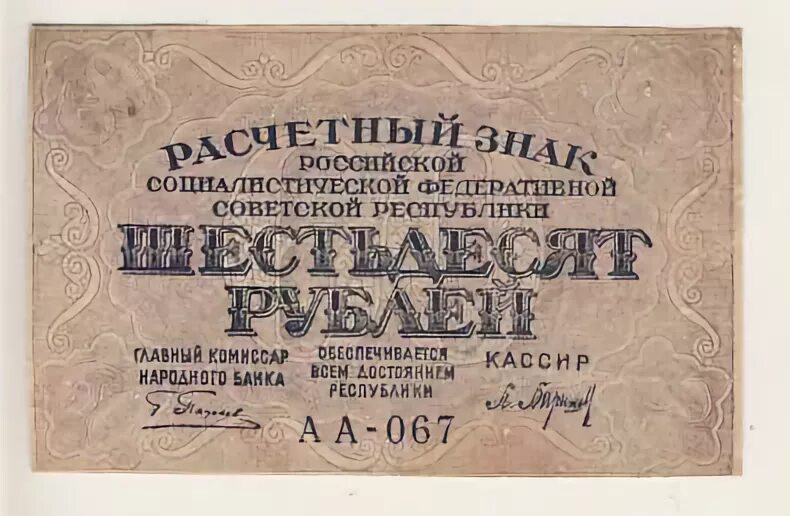 РАСЧЕТНЫЙ ЗНАК
РОССИЙСКОЙ
СОЦИАЛИСТИЧЕСКОЙ ФЕДЕРАТИВНОЙ
СОВЕТСКОЙ РЕСПУБЛИКИ
ШЕСТЬДЕСЯТ
РУБЛЕЙ
ГЛАВНЫЙ КОМИССАР
НАРОДНОГО БАНКА
ОБЕСПЕЧИВАЕТСЯ
ВСЕМ ДОСТОЯНИЕМ
РЕСПУБЛИКИ
КАССИР
АА-067